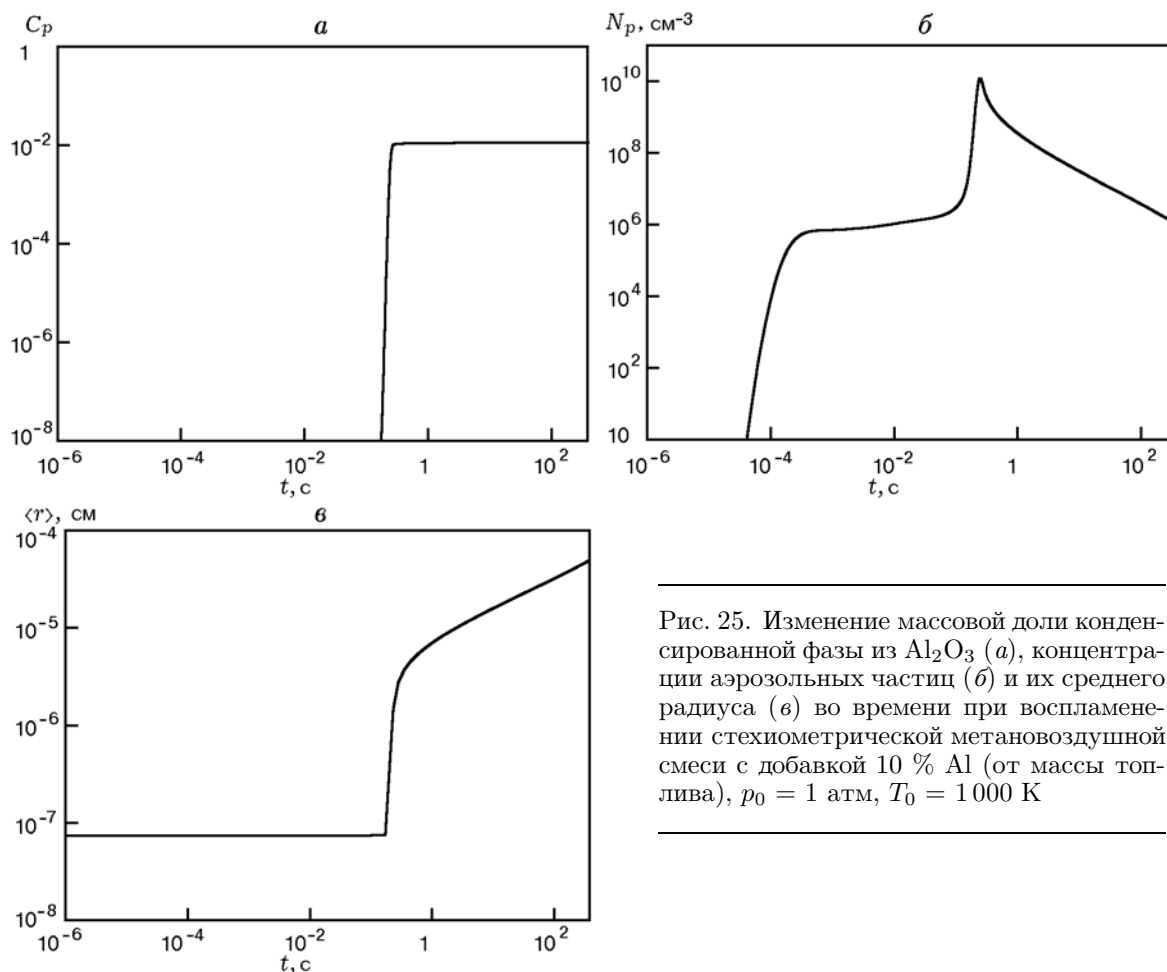 C_p
а
1
10^-2
10^-4
10^-6
10^-8
10^-6
10^-4
10^-2
1
10^2
t, с
N_p, см^-3
б
10^10
10^8
10^6
10^4
10^2
10
10^-6
10^-4
10^-2
1
10^2
t, с
⟨r⟩, см
в
10^-4
10^-5
10^-6
10^-7
10^-8
10^-6
10^-4
10^-2
1
10^2
t, с
Рис. 25. Изменение массовой доли конден-
сированной фазы из Al₂O₃ (а), концентра-
ции аэрозольных частиц (б) и их среднего
радиуса (в) во времени при воспламене-
нии стехиометрической метановоздушной
смеси с добавкой 10 % Al (от массы топ-
лива), p₀ = 1 атм, T₀ = 1 000 K